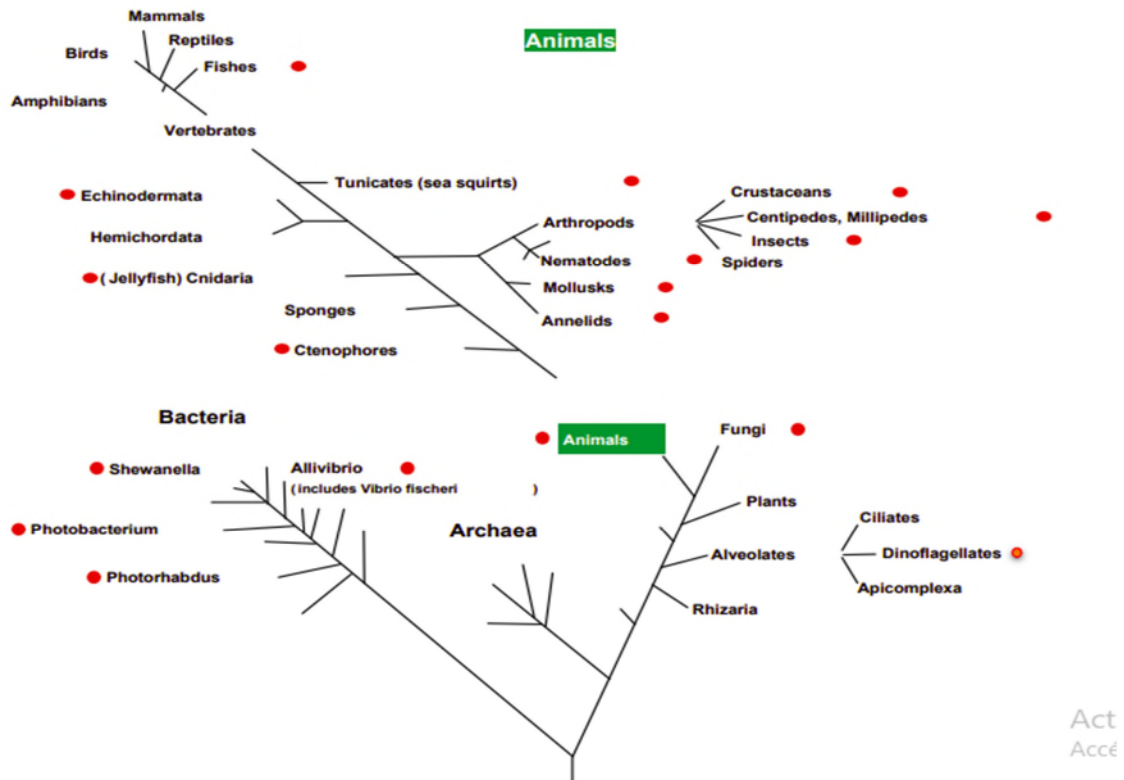 Mammals
Reptiles
Animals
Birds
Fishes
Amphibians
Vertebrates
Tunicates (sea squirts)
Crustaceans
Echinodermata
Arthropods
Centipedes, Millipedes
Hemichordata
Insects
Nematodes
Spiders
(Jellyfish) Cnidaria
Mollusks
Sponges
Annelids
Ctenophores
Bacteria
Animals
Fungi
Shewanella
Allivibrio
(includes Vibrio fischeri )
Plants
Photobacterium
Archaea
Ciliates
Alveolates
Dinoflagellates
Photorhabdus
Apicomplexa
Rhizaria
Act
Accé